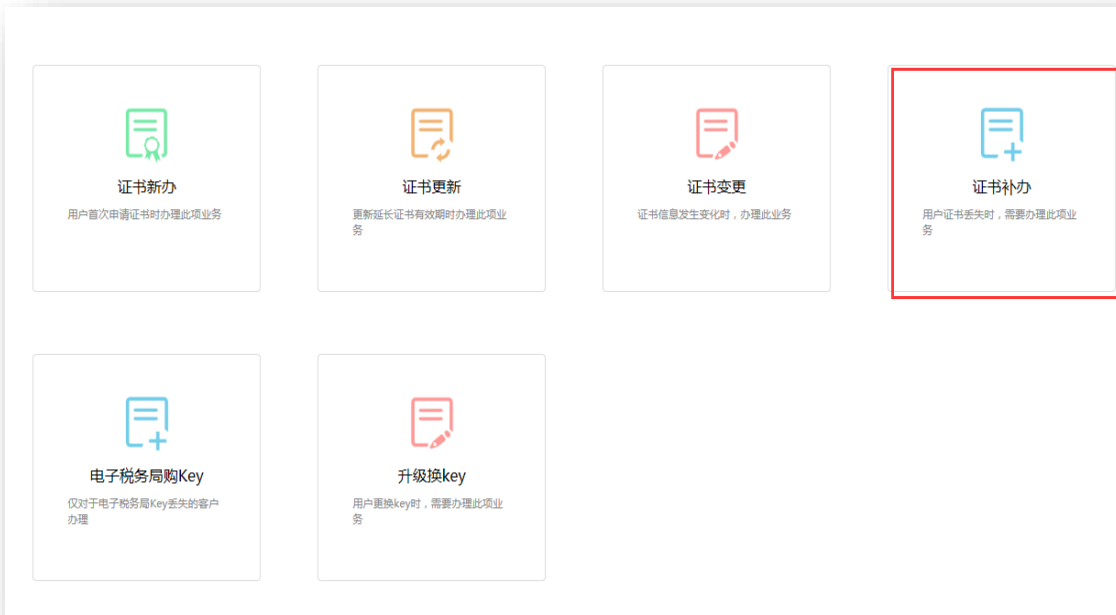 证书新办
用户首次申请证书时办理此项业务
证书更新
更新延长证书有效期时办理此项业
务
证书变更
证书信息发生变化时，办理此业务
证书补办
用户证书丢失时，需要办理此项业
务
电子税务局购Key
仅对于电子税务局Key丢失的客户
办理
升级换key
用户更换key时，需要办理此项业
务